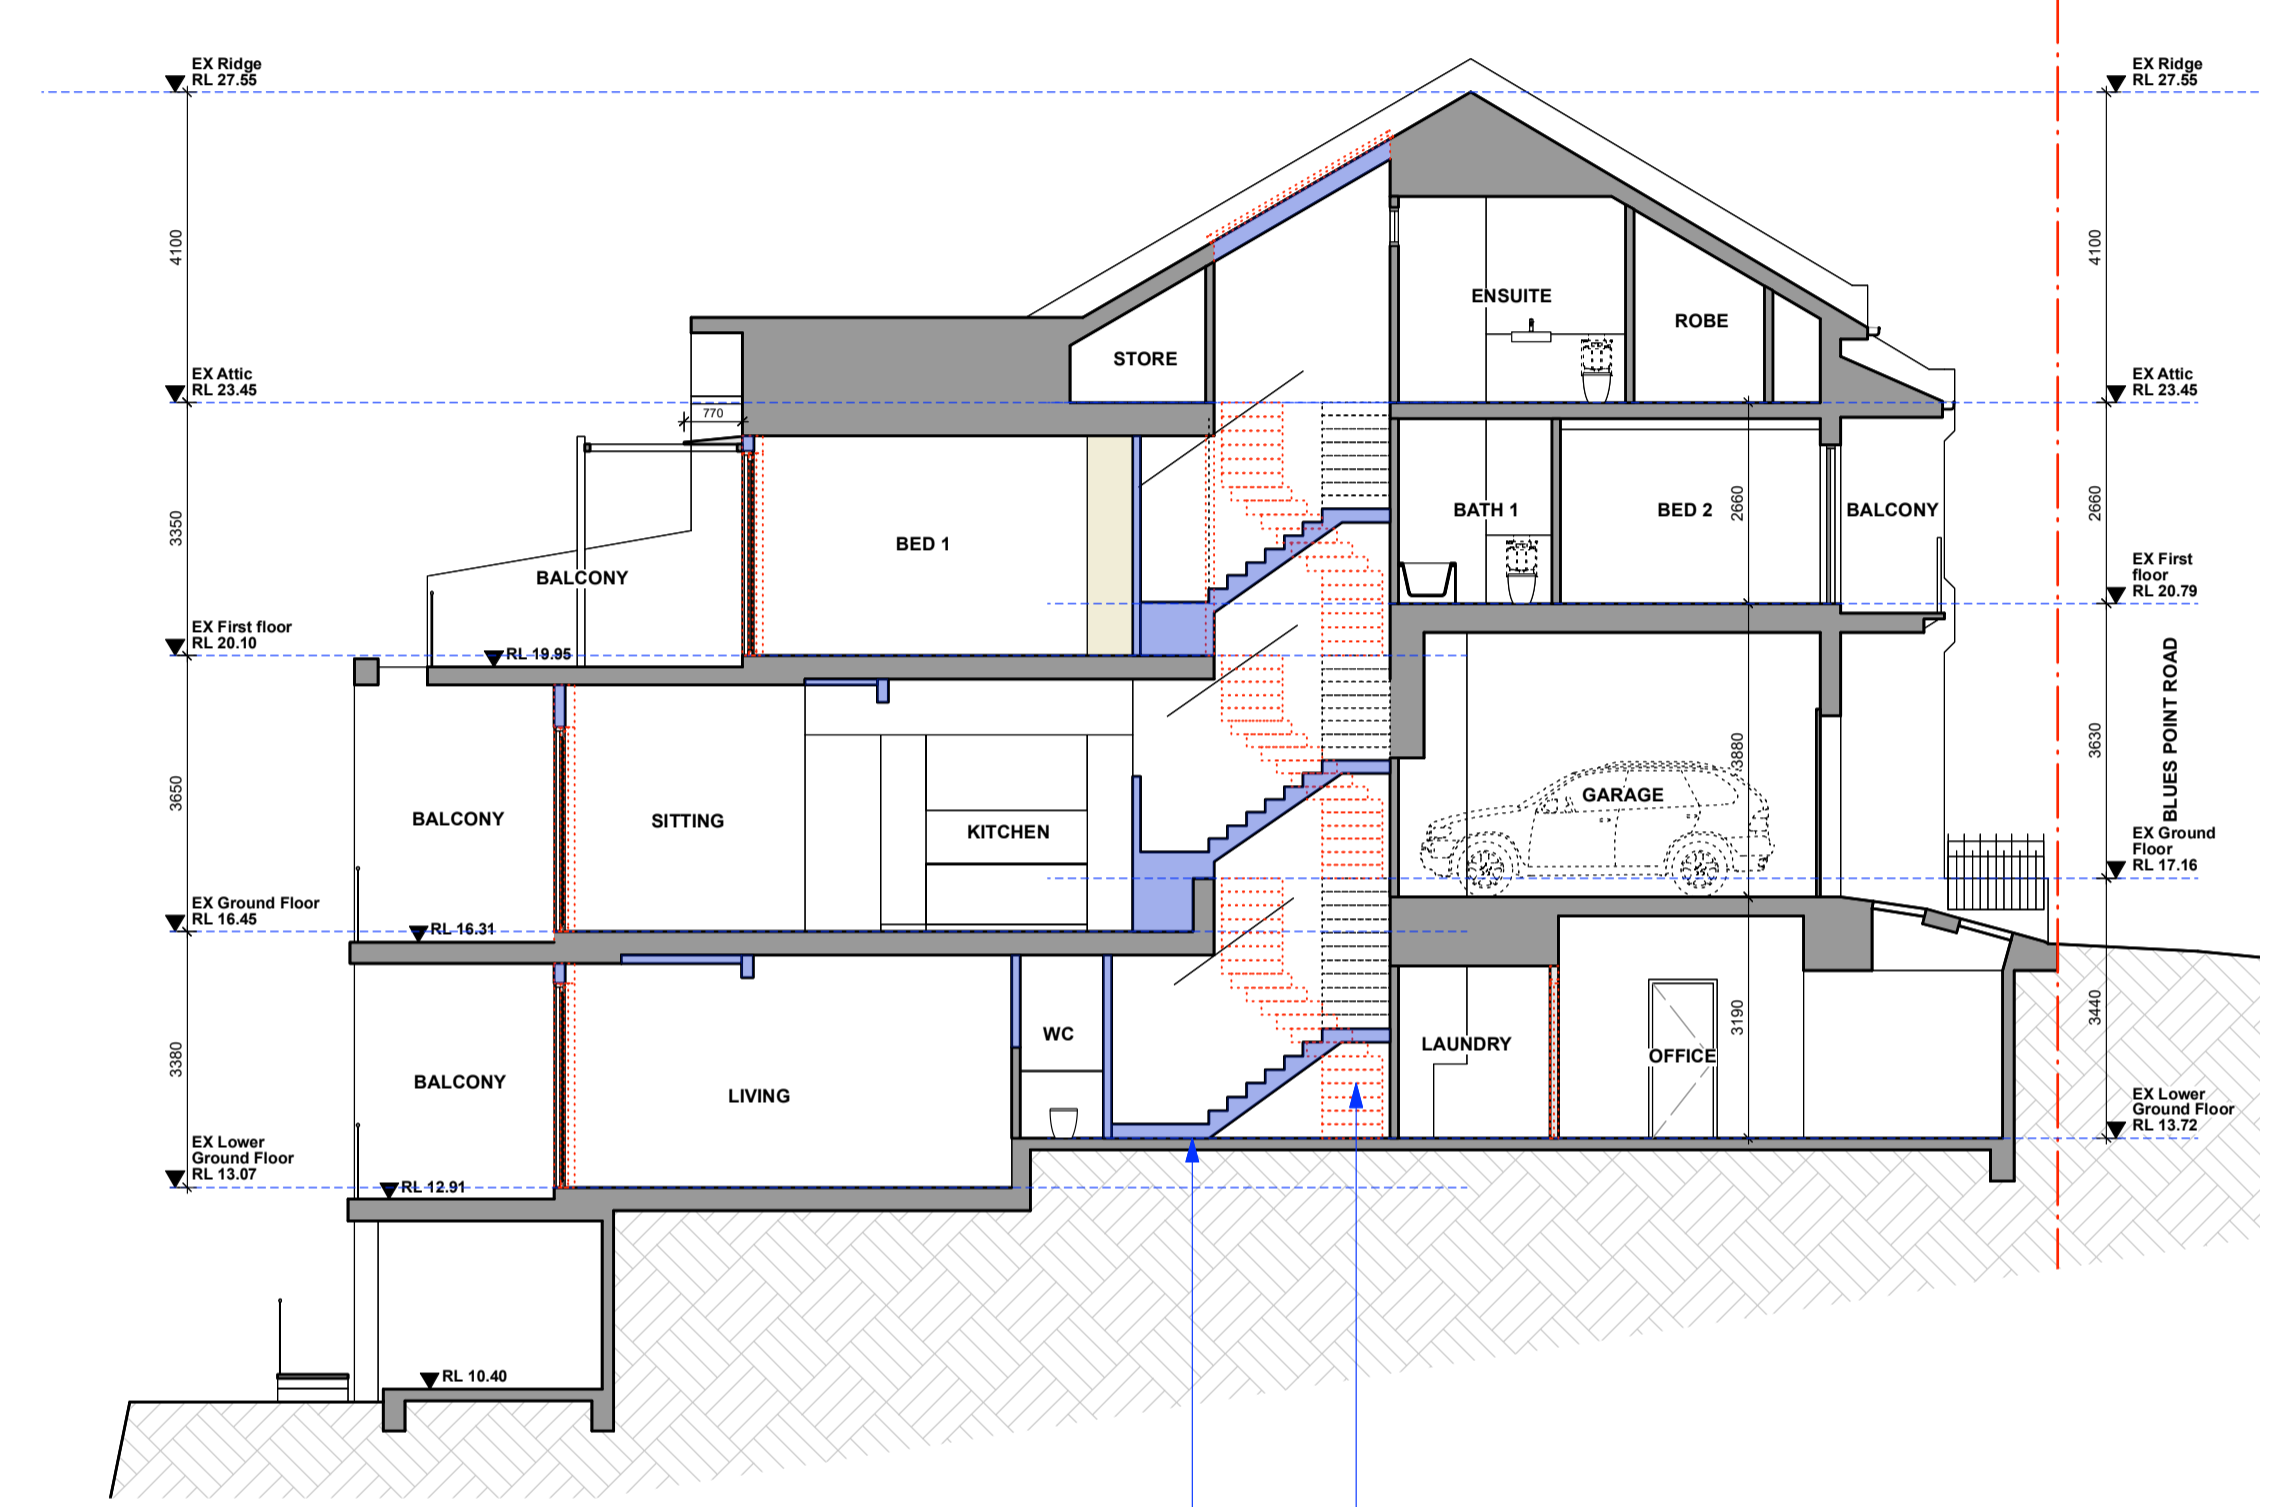 EX Ridge
RL 27.55
EX Ridge
RL 27.55
4100
4100
ENSUITE
ROBE
STORE
EX Attic
RL 23.45
EX Attic
RL 23.45
770
3350
2660
2660
BED 1
BATH 1
BED 2
BALCONY
BALCONY
EX First
floor
RL 20.79
EX First floor
RL 20.10
RL 19.95
BLUES POINT ROAD
3650
3880
3630
GARAGE
BALCONY
SITTING
KITCHEN
EX Ground
Floor
RL 17.16
EX Ground Floor
RL 16.45
RL 16.31
3380
3190
3440
WC
LAUNDRY
OFFICE
BALCONY
LIVING
EX Lower
Ground Floor
RL 13.72
EX Lower
Ground Floor
RL 13.07
RL 12.91
RL 10.40